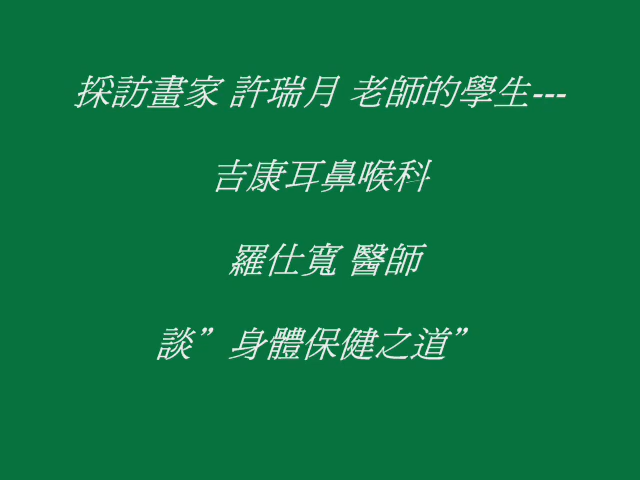 採訪畫家 許瑞月 老師的學生---
吉康耳鼻喉科
羅仕寬 醫師
談”身體保健之道”